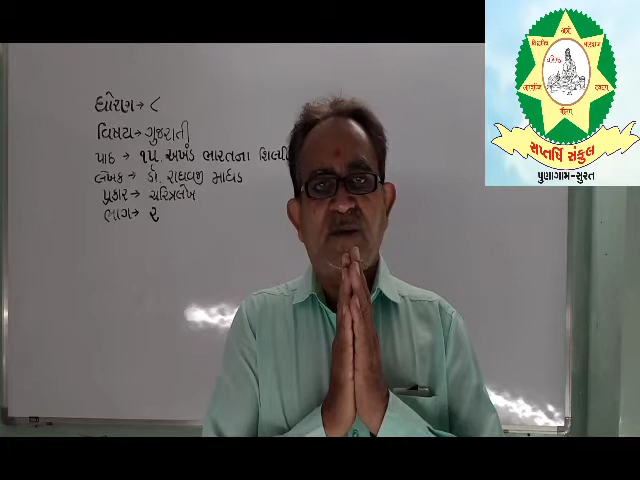 ધોરણ → ૮
વિષય → ગુજરાતી
પાઠ → ૧૫. અખંડ ભારતના શિલ્પી
લેખક → ડૉ. રાઘવજી માધડ
પ્રકાર → ચરિત્રલેખ
ભાગ → ૨
સપ્તર્ષિ સંકુલ
પુણાગામ-સુરત